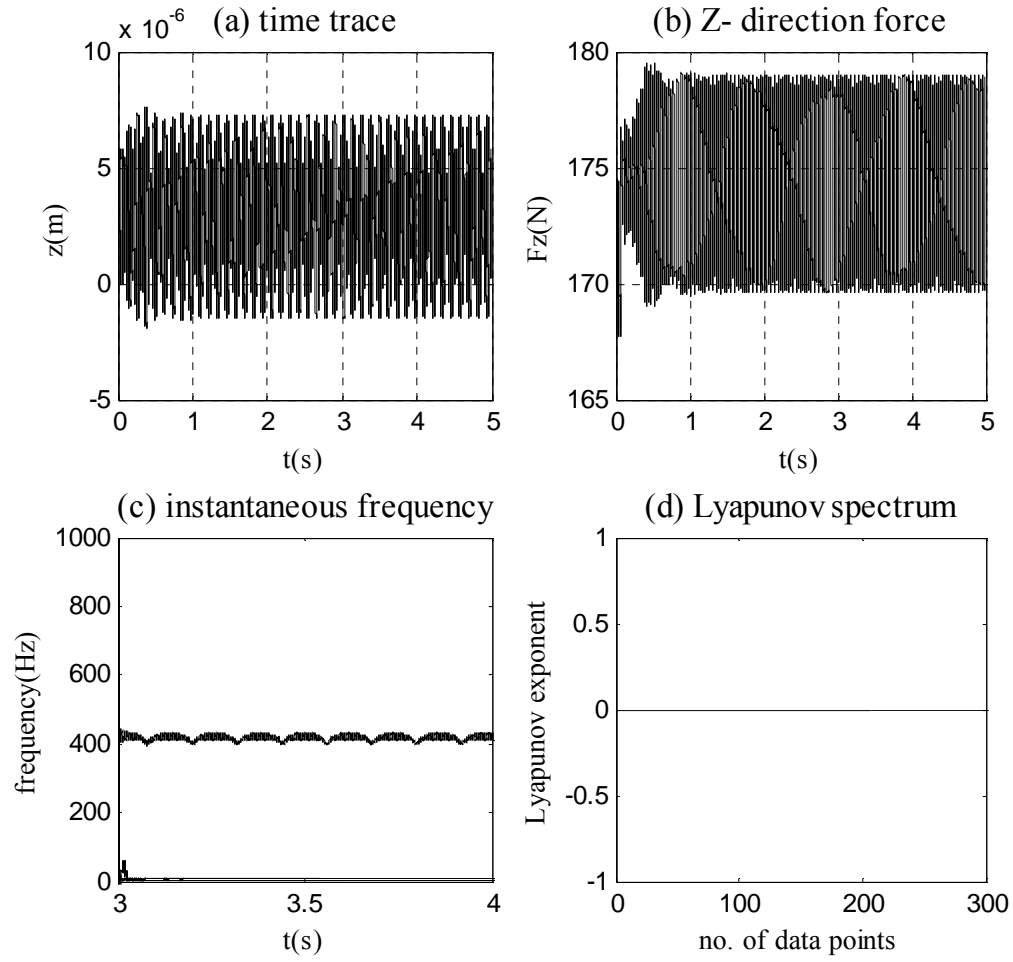 (a) time trace
x 10^-6
10
5
0
-5
z(m)
0 1 2 3 4 5
t(s)
(b) Z- direction force
180
175
170
165
Fz(N)
0 1 2 3 4 5
t(s)
(c) instantaneous frequency
1000
800
600
400
200
0
frequency(Hz)
3 3.5 4
t(s)
(d) Lyapunov spectrum
1
0.5
0
-0.5
-1
Lyapunov exponent
0 100 200 300
no. of data points